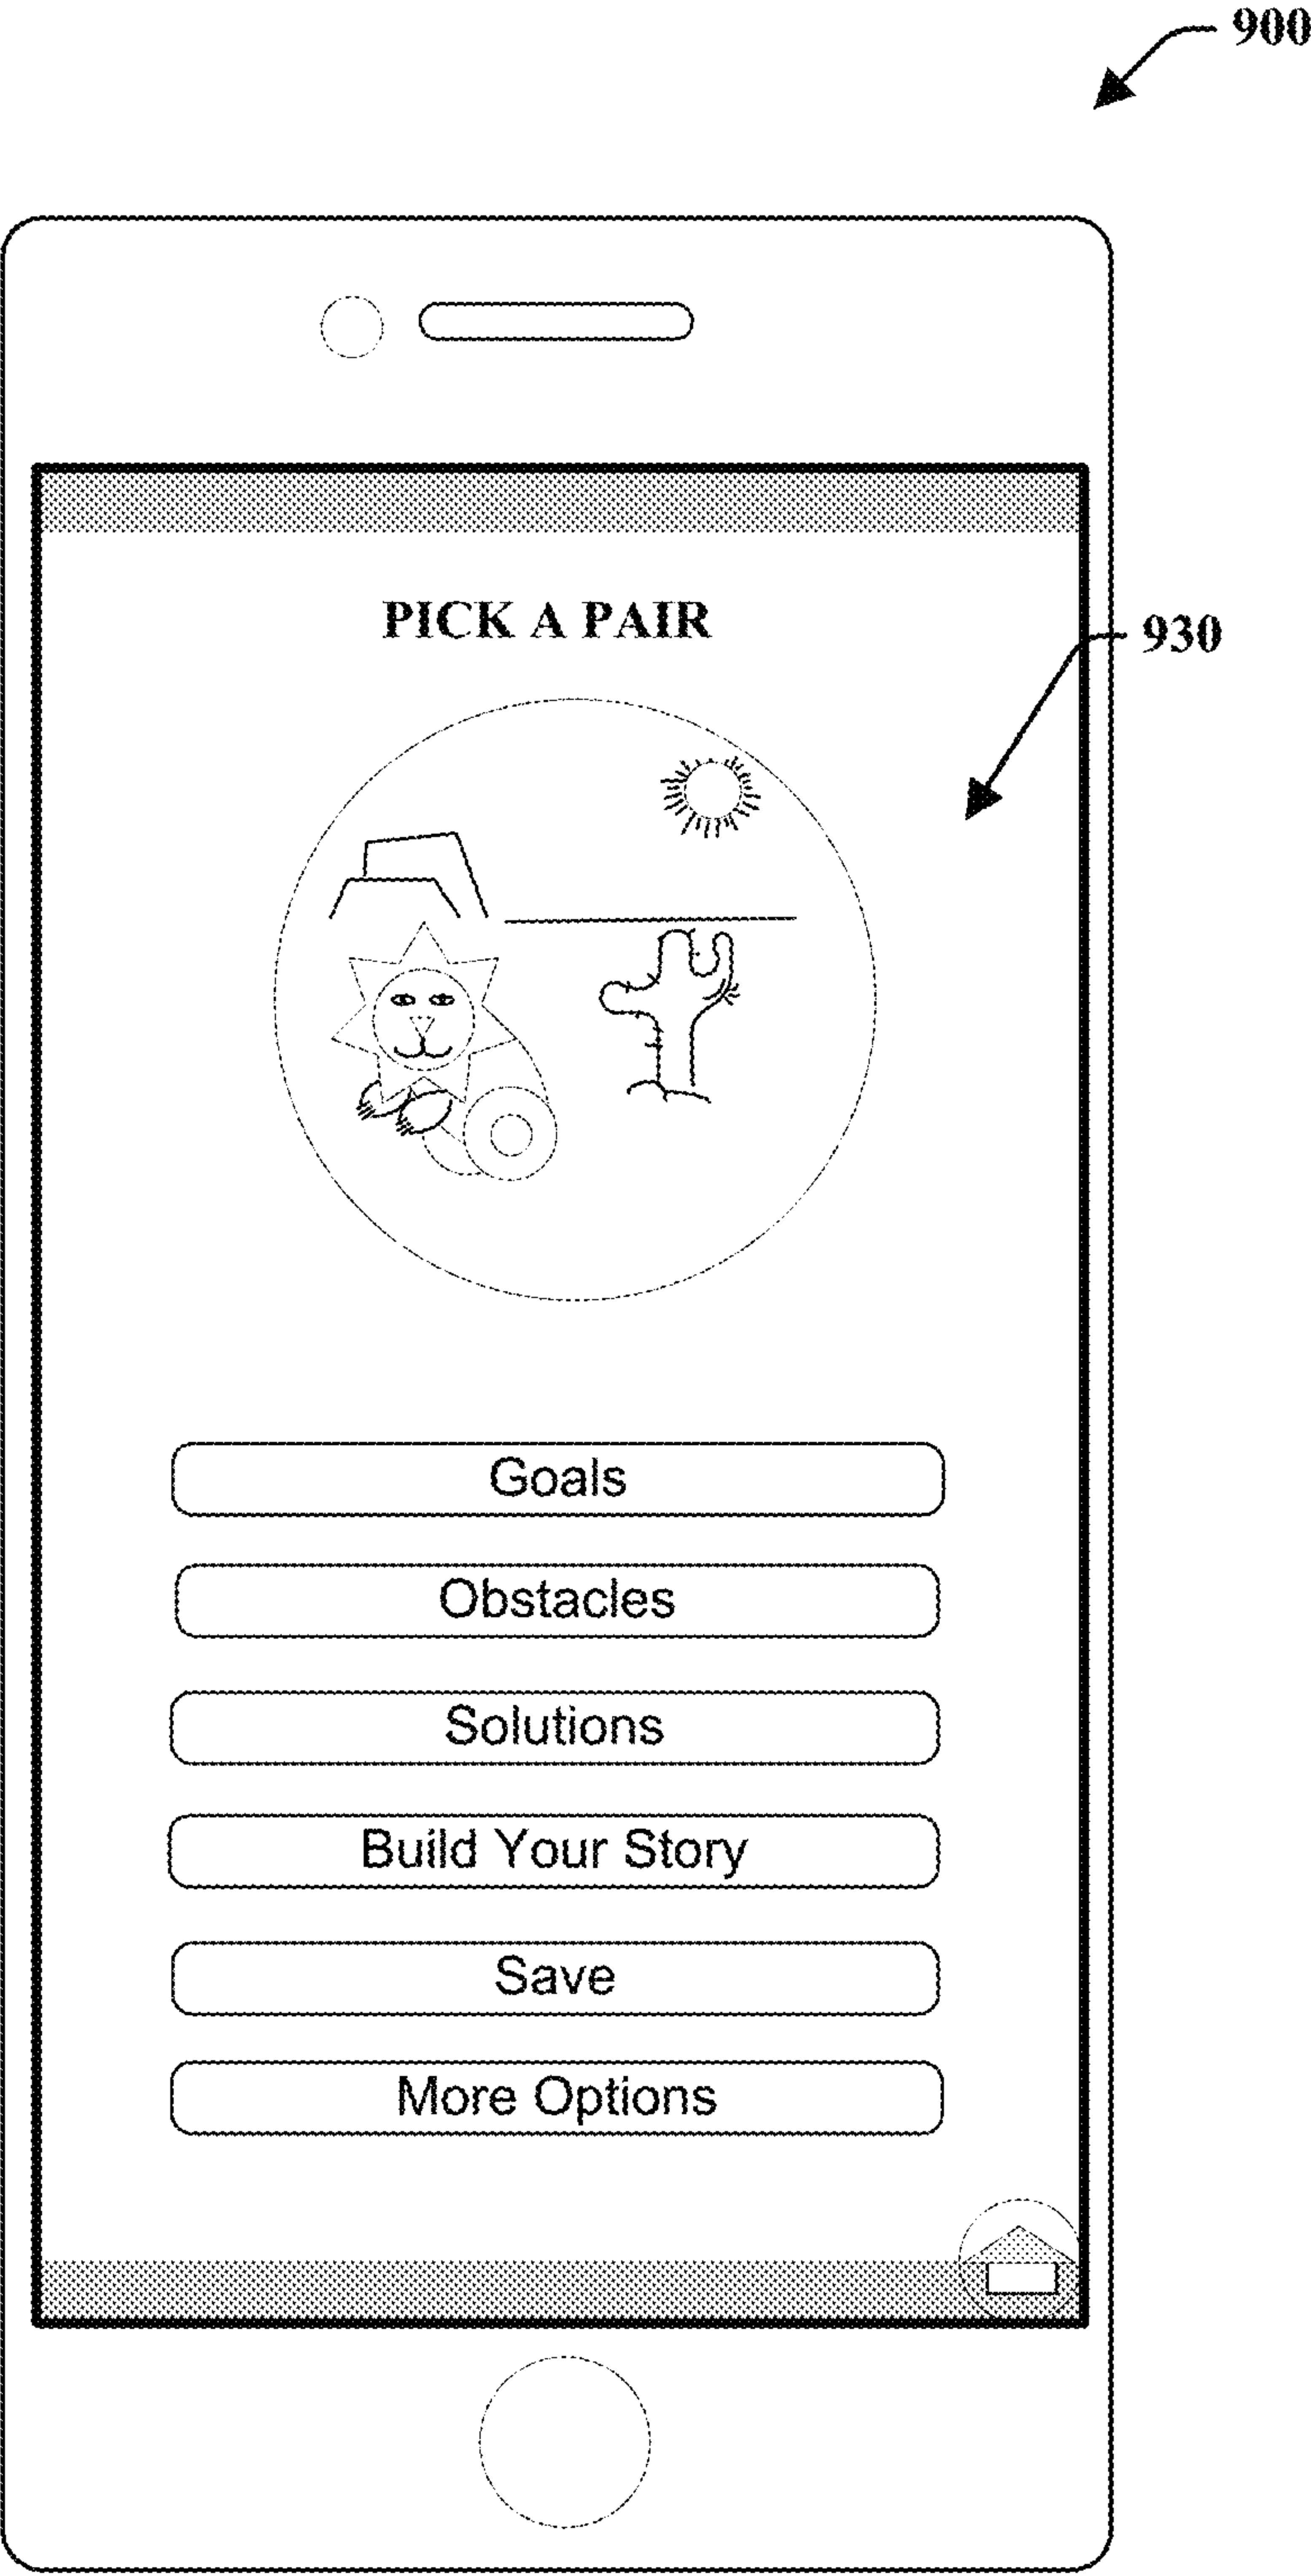 900
PICK A PAIR
930
Goals
Obstacles
Solutions
Build Your Story
Save
More Options